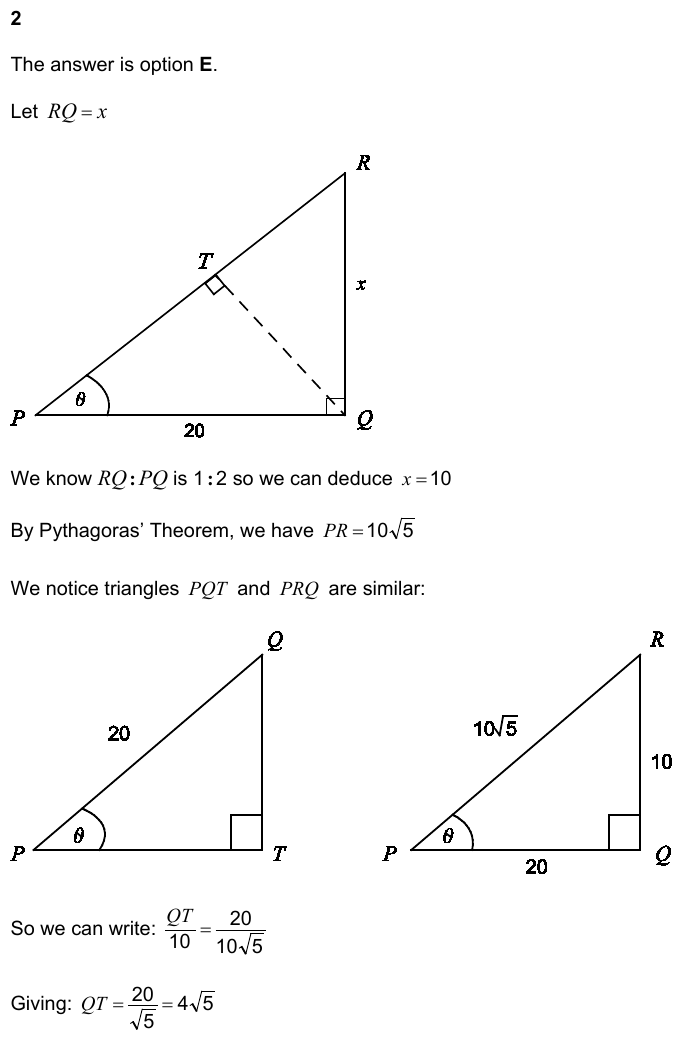 2
The answer is option E.
Let RQ = x
R
T
x
θ
P
Q
20
We know RQ : PQ is 1 : 2 so we can deduce x = 10
By Pythagoras’ Theorem, we have PR = 10√5
We notice triangles PQT and PRQ are similar:
Q
20
θ
P
T
R
10√5
10
θ
P
Q
20
So we can write: QT/10 = 20/10√5
Giving: QT = 20/√5 = 4√5